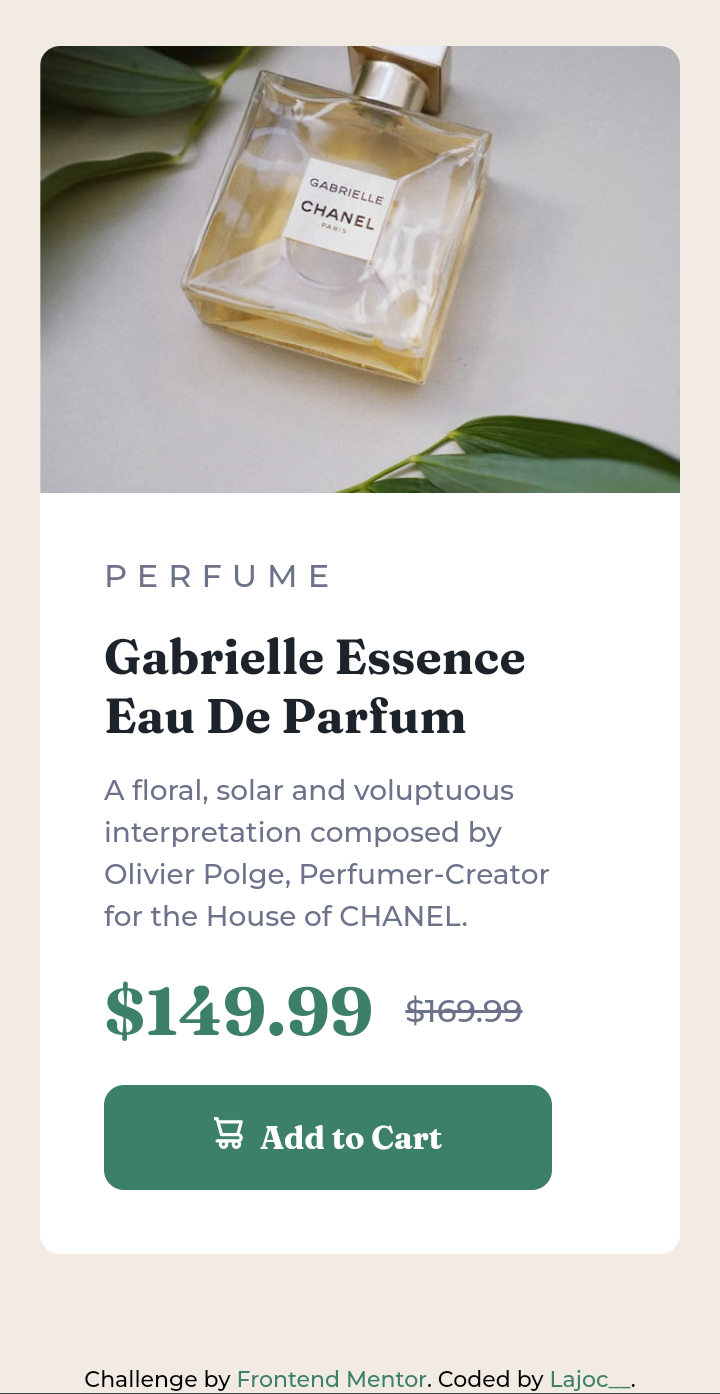 GABRIELLE
CHANEL
PARIS
PERFUME
Gabrielle Essence
Eau De Parfum
A floral, solar and voluptuous
interpretation composed by
Olivier Polge, Perfumer-Creator
for the House of CHANEL.
$149.99 $169.99
Add to Cart
Challenge by Frontend Mentor. Coded by Lajoc__.